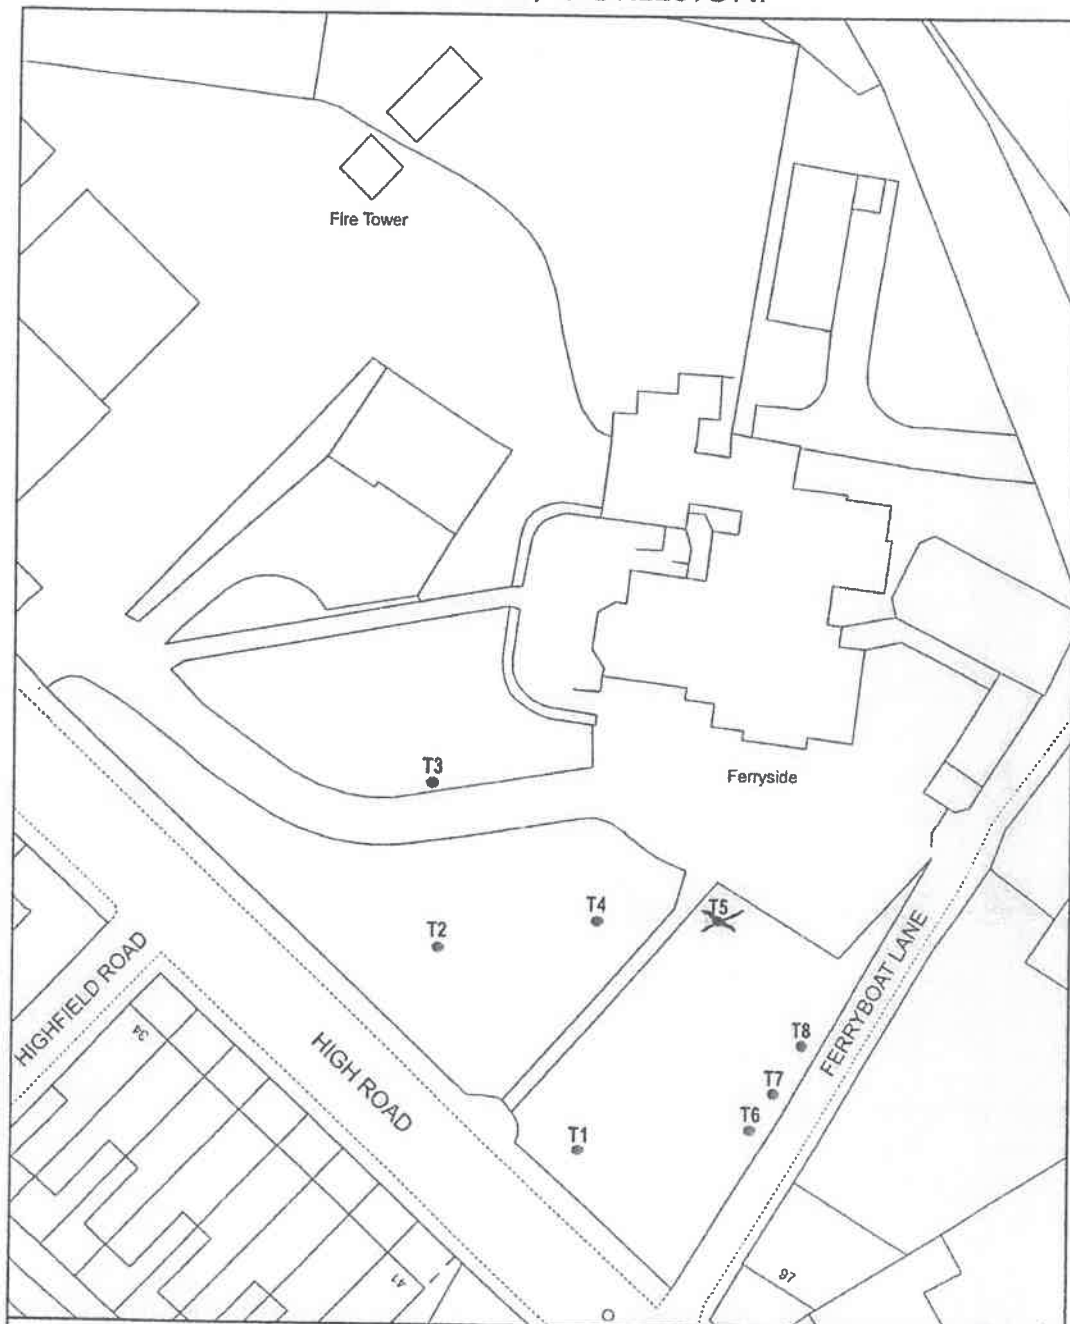 Fire Tower
T3
Ferryside
T4
T5
T2
HIGHFIELD ROAD
34
HIGH ROAD
FERRYBOAT LANE
T8
T7
T6
T1
41
97